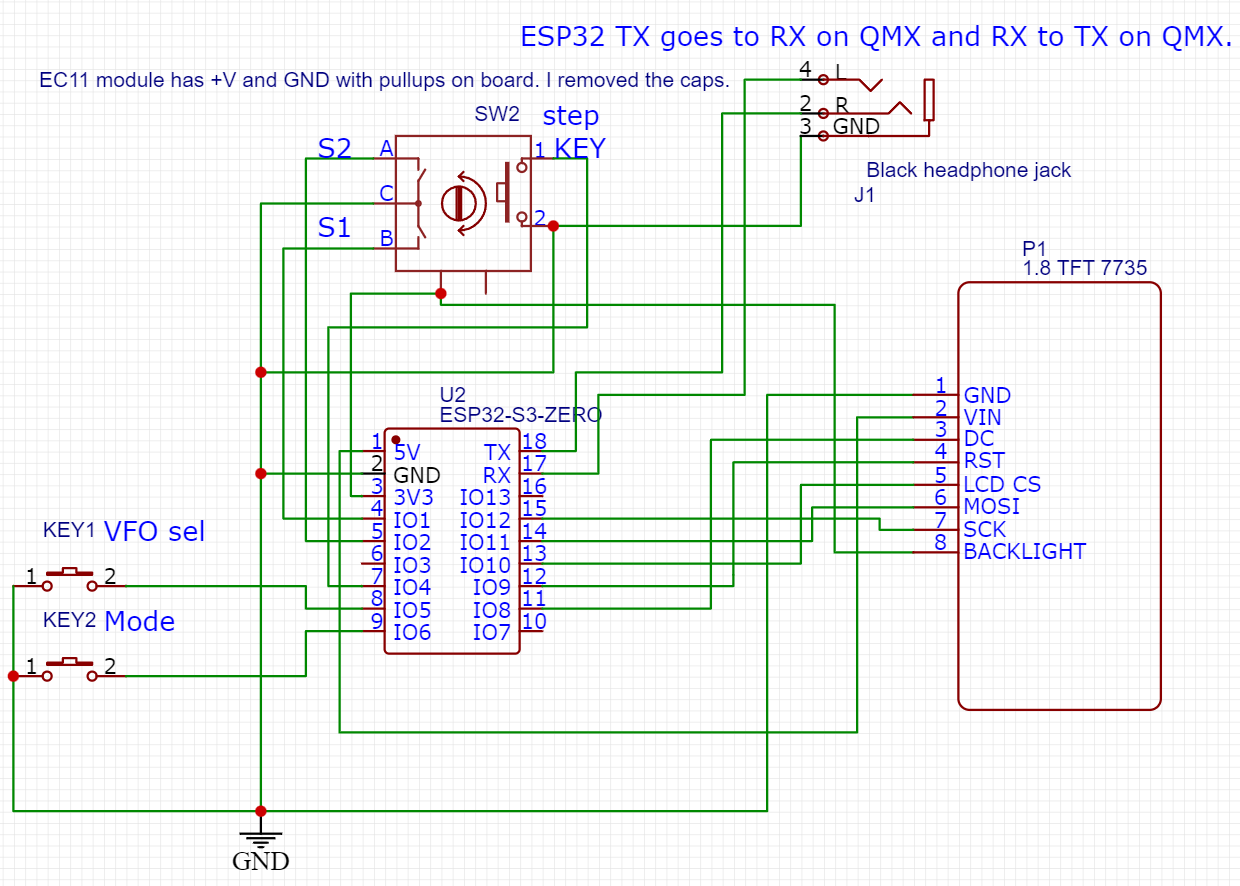 ESP32 TX goes to RX on QMX and RX to TX on QMX.
EC11 module has +V and GND with pullups on board. I removed the caps.
4 L
2 R
3 GND
Black headphone jack
J1
SW2
step
KEY
S2
S1
A
C
B
1
2
P1
1.8 TFT 7735
1 GND
2 VIN
3 DC
4 RST
5 LCD CS
6 MOSI
7 SCK
8 BACKLIGHT
U2
ESP32-S3-ZERO
1 5V TX 18
2 GND RX 17
3 3V3 IO13 16
4 IO1 IO12 15
5 IO2 IO11 14
6 IO3 IO10 13
7 IO4 IO9 12
8 IO5 IO8 11
9 IO6 IO7 10
KEY1 VFO sel
1 2
KEY2 Mode
1 2
GND